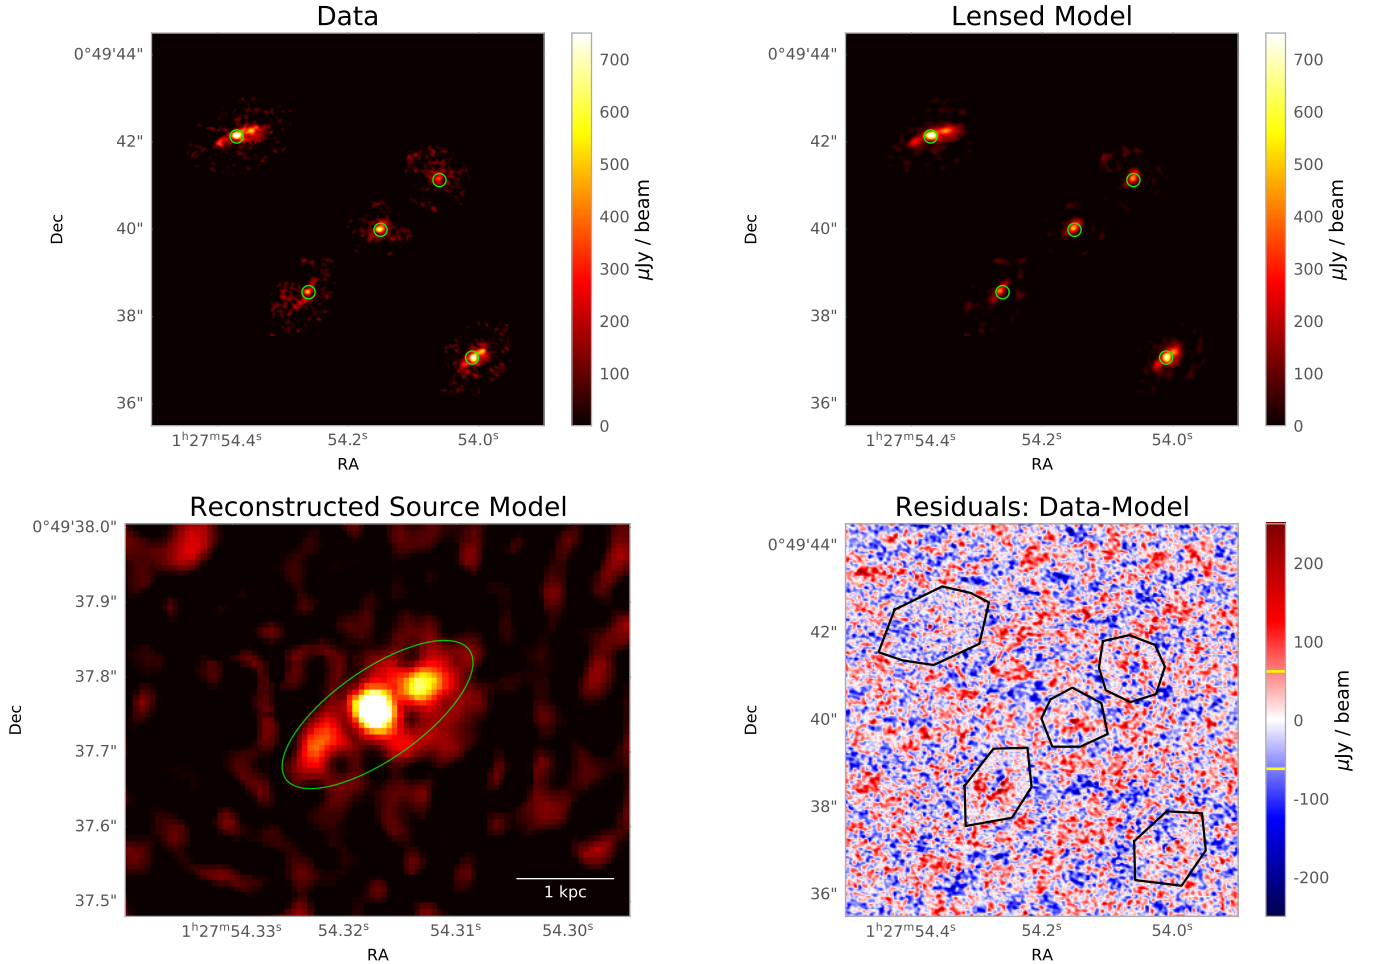 Data
0°49'44"
42"
40"
38"
36"
Dec
1ʰ27ᵐ54.4ˢ
54.2ˢ
54.0ˢ
RA
700
600
500
400
300
200
100
0
μJy / beam
Lensed Model
0°49'44"
42"
40"
38"
36"
Dec
1ʰ27ᵐ54.4ˢ
54.2ˢ
54.0ˢ
RA
700
600
500
400
300
200
100
0
μJy / beam
Reconstructed Source Model
0°49'38.0"
37.9"
37.8"
37.7"
37.6"
37.5"
Dec
1 kpc
1ʰ27ᵐ54.33ˢ
54.32ˢ
54.31ˢ
54.30ˢ
RA
Residuals: Data-Model
0°49'44"
42"
40"
38"
36"
Dec
1ʰ27ᵐ54.4ˢ
54.2ˢ
54.0ˢ
RA
200
100
0
-100
-200
μJy / beam